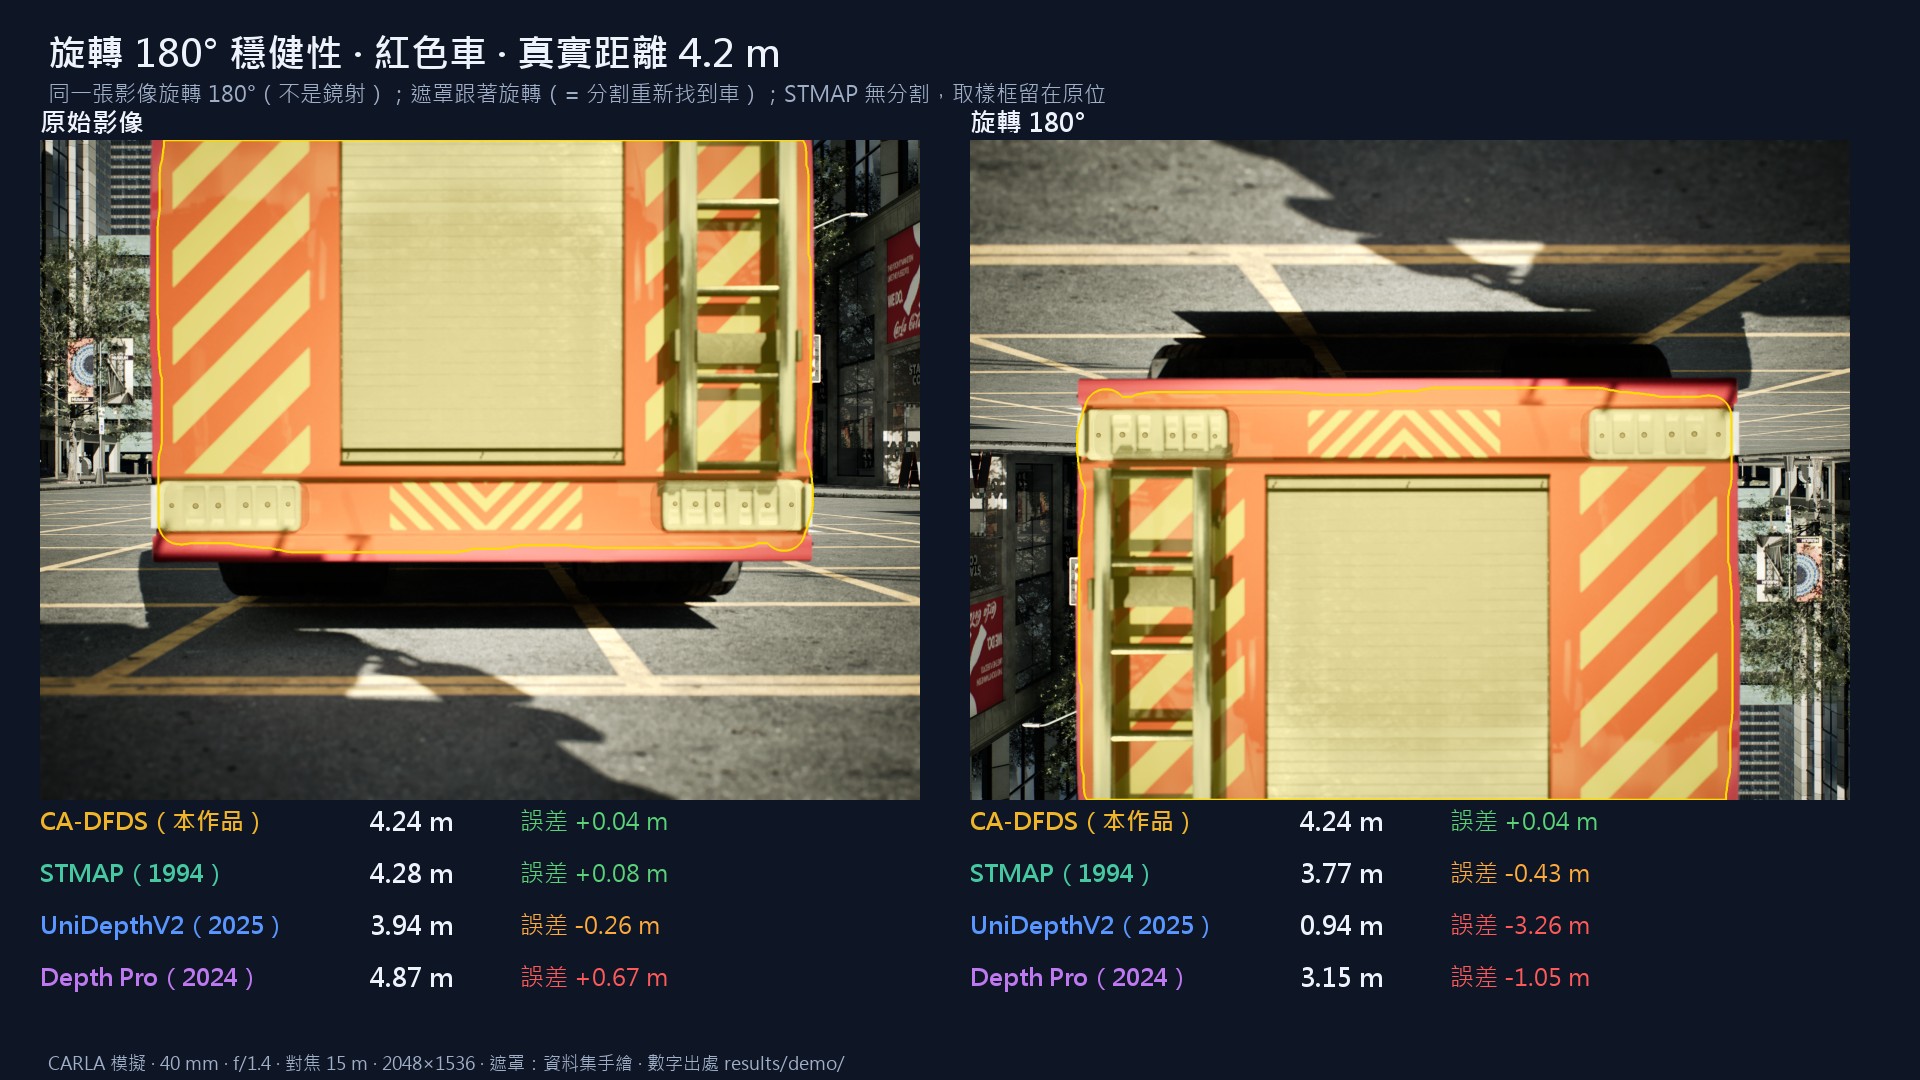 旋轉 180° 穩健性 · 紅色車 · 真實距離 4.2 m
同一張影像旋轉 180°（不是鏡射）；遮罩跟著旋轉（= 分割重新找到車）；STMAP 無分割，取樣框留在原位
原始影像
旋轉 180°
CA-DFDS（本作品） 4.24 m 誤差 +0.04 m
STMAP（1994） 4.28 m 誤差 +0.08 m
UniDepthV2（2025） 3.94 m 誤差 -0.26 m
Depth Pro（2024） 4.87 m 誤差 +0.67 m
CA-DFDS（本作品） 4.24 m 誤差 +0.04 m
STMAP（1994） 3.77 m 誤差 -0.43 m
UniDepthV2（2025） 0.94 m 誤差 -3.26 m
Depth Pro（2024） 3.15 m 誤差 -1.05 m
CARLA 模擬 · 40 mm · f/1.4 · 對焦 15 m · 2048×1536 · 遮罩：資料集手繪 · 數字出處 results/demo/